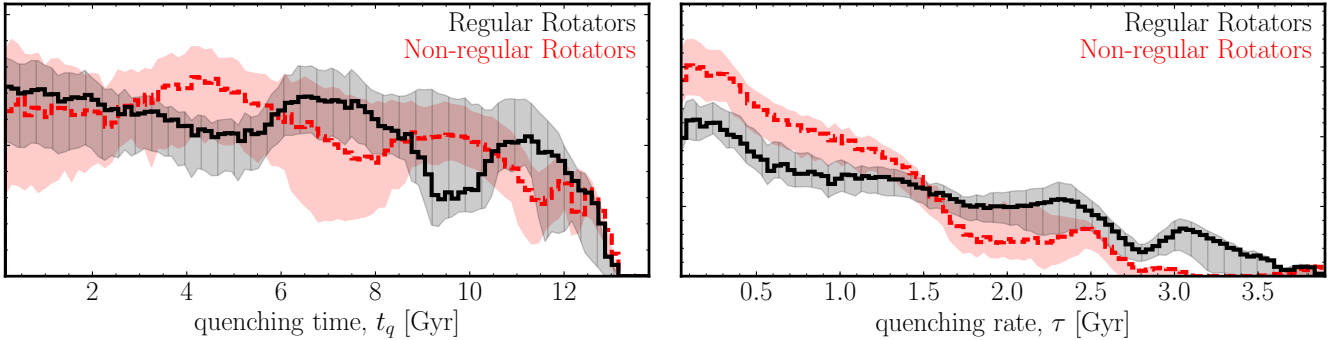 Regular Rotators
Non-regular Rotators
2 4 6 8 10 12
quenching time, t_q [Gyr]
Regular Rotators
Non-regular Rotators
0.5 1.0 1.5 2.0 2.5 3.0 3.5
quenching rate, τ [Gyr]